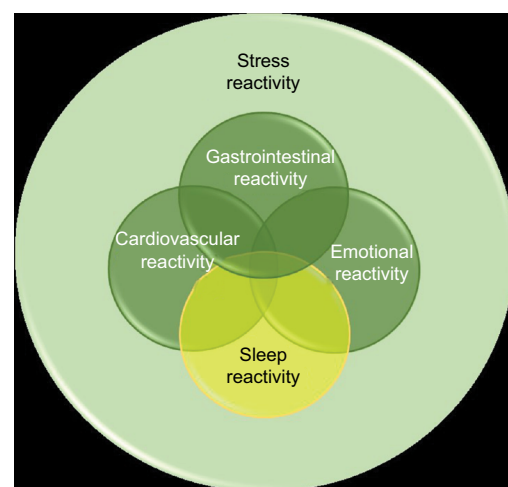 Stress
reactivity
Gastrointestinal
reactivity
Cardiovascular
reactivity
Emotional
reactivity
Sleep
reactivity